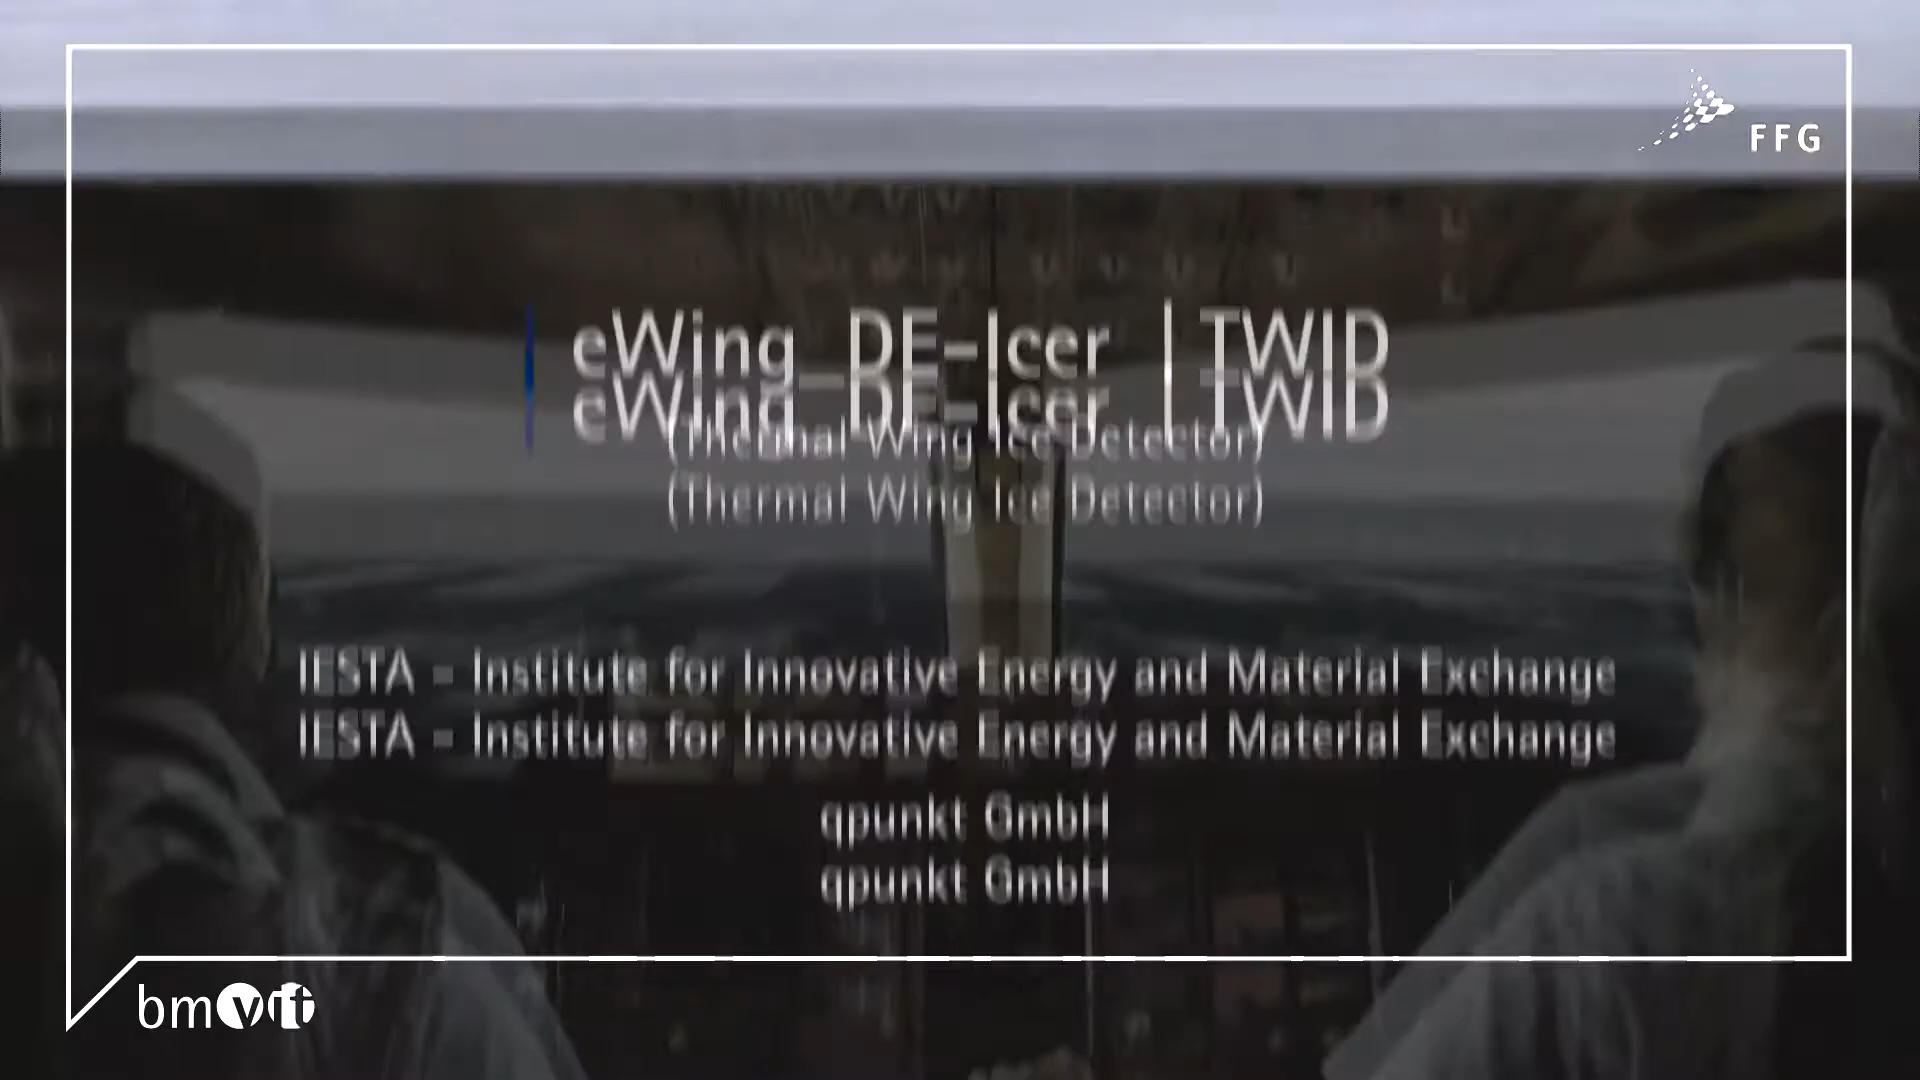 FFG
eWing_DE-Icer | TWID
eWing_DE-Icer | TWID
(Thermal Wing Ice Detector)
(Thermal Wing Ice Detector)
IESTA - Institute for Innovative Energy and Material Exchange
IESTA - Institute for Innovative Energy and Material Exchange
qpunkt GmbH
qpunkt GmbH
bmvit